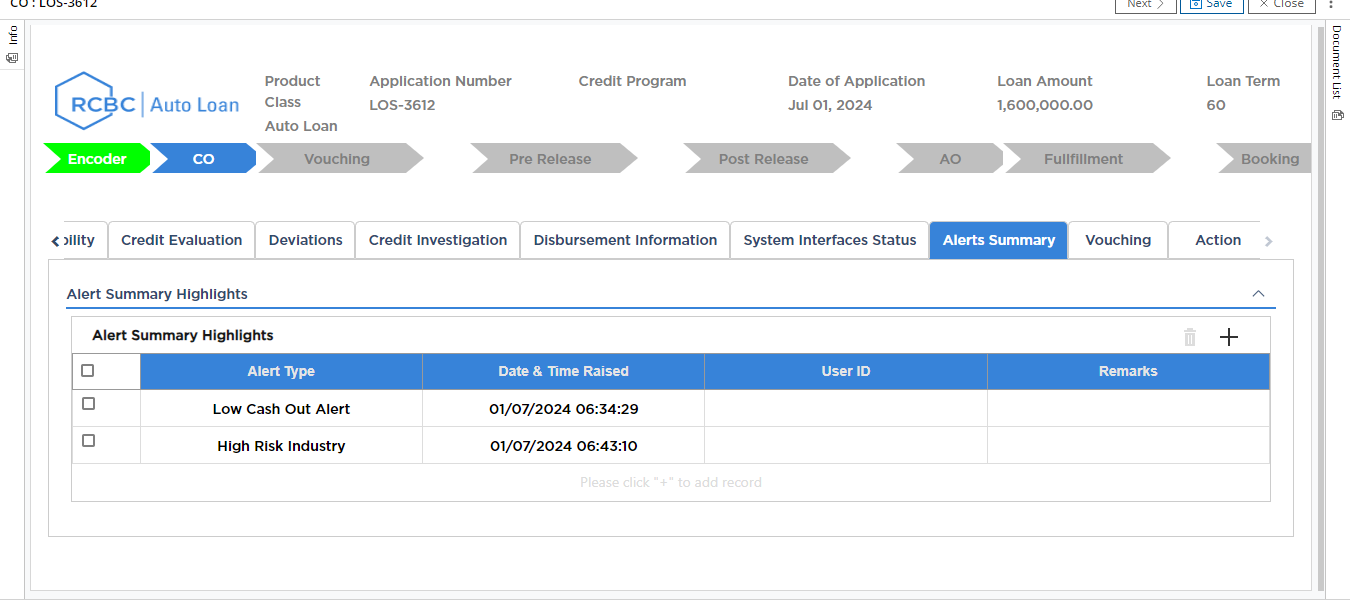 CO : LOS-3612
Next
Save
Close
Info
Document List
RCBC Auto Loan
Product Class
Auto Loan
Application Number
LOS-3612
Credit Program
Date of Application
Jul 01, 2024
Loan Amount
1,600,000.00
Loan Term
60
Encoder
CO
Vouching
Pre Release
Post Release
AO
Fullfillment
Booking
bility
Credit Evaluation
Deviations
Credit Investigation
Disbursement Information
System Interfaces Status
Alerts Summary
Vouching
Action
Alert Summary Highlights
Alert Summary Highlights
Alert Type
Date & Time Raised
User ID
Remarks
Low Cash Out Alert
01/07/2024 06:34:29
High Risk Industry
01/07/2024 06:43:10
Please click "+" to add record